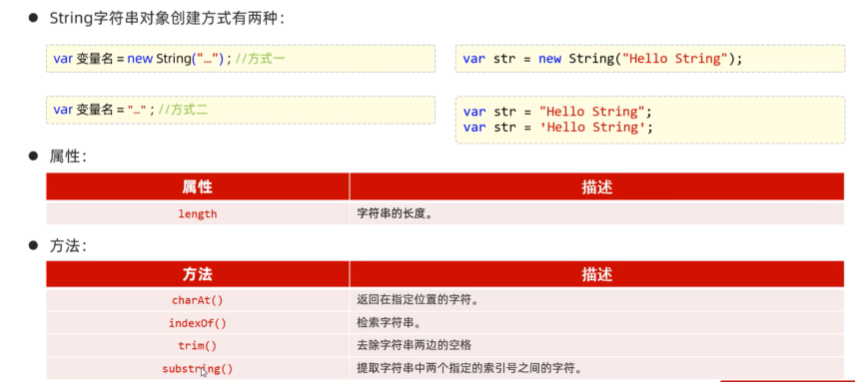 String字符串对象创建方式有两种：
var 变量名 = new String("…") ; //方式一
var str = new String("Hello String");
var 变量名 = "…" ; //方式二
var str = "Hello String";
var str = 'Hello String';
属性：
属性 描述
length 字符串的长度。
方法：
方法 描述
charAt() 返回在指定位置的字符。
indexOf() 检索字符串。
trim() 去除字符串两边的空格
substring() 提取字符串中两个指定的索引号之间的字符。